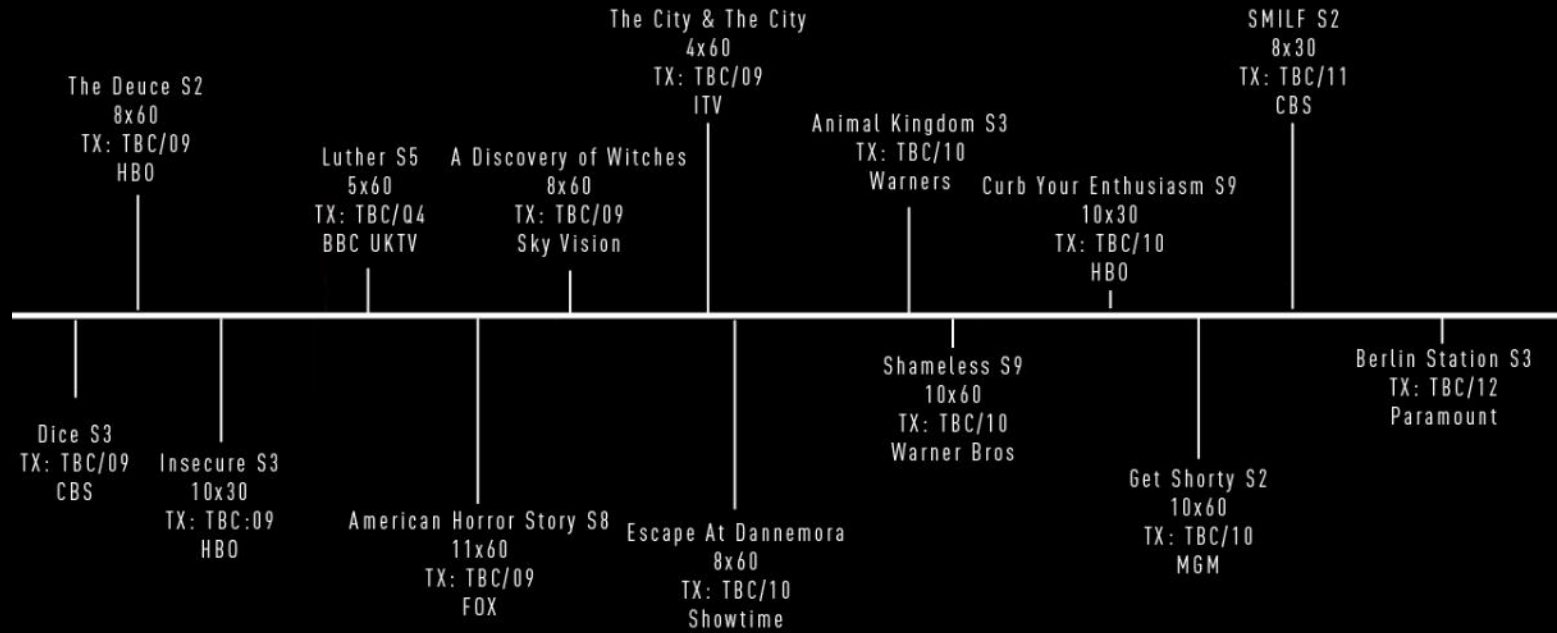 The Deuce S2
8x60
TX: TBC/09
HBO
Luther S5
5x60
TX: TBC/Q4
BBC UKTV
A Discovery of Witches
8x60
TX: TBC/09
Sky Vision
The City & The City
4x60
TX: TBC/09
ITV
Animal Kingdom S3
TX: TBC/10
Warners
Curb Your Enthusiasm S9
10x30
TX: TBC/10
HBO
SMILF S2
8x30
TX: TBC/11
CBS
Dice S3
TX: TBC/09
CBS
Insecure S3
10x30
TX: TBC:09
HBO
American Horror Story S8
11x60
TX: TBC/09
FOX
Escape At Dannemora
8x60
TX: TBC/10
Showtime
Shameless S9
10x60
TX: TBC/10
Warner Bros
Get Shorty S2
10x60
TX: TBC/10
MGM
Berlin Station S3
TX: TBC/12
Paramount